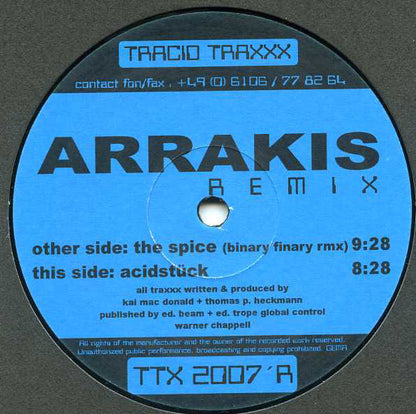 TRACID TRAXXX
contact fon/fax . +49 (0) 6106 / 77 82 64
ARRAKIS
REMIX
other side: the spice (binary finary rmx) 9:28
this side: acidstück 8:28
all traxxx written & produced by
kai mac donald + thomas p. heckmann
published by ed. beam + ed. trope global control
warner chappell
All rights of the manufacturer and the owner of the recorded work reserved.
Unauthorized public performance, broadcasting and copying prohibited. GEMA
TTX 2007´R